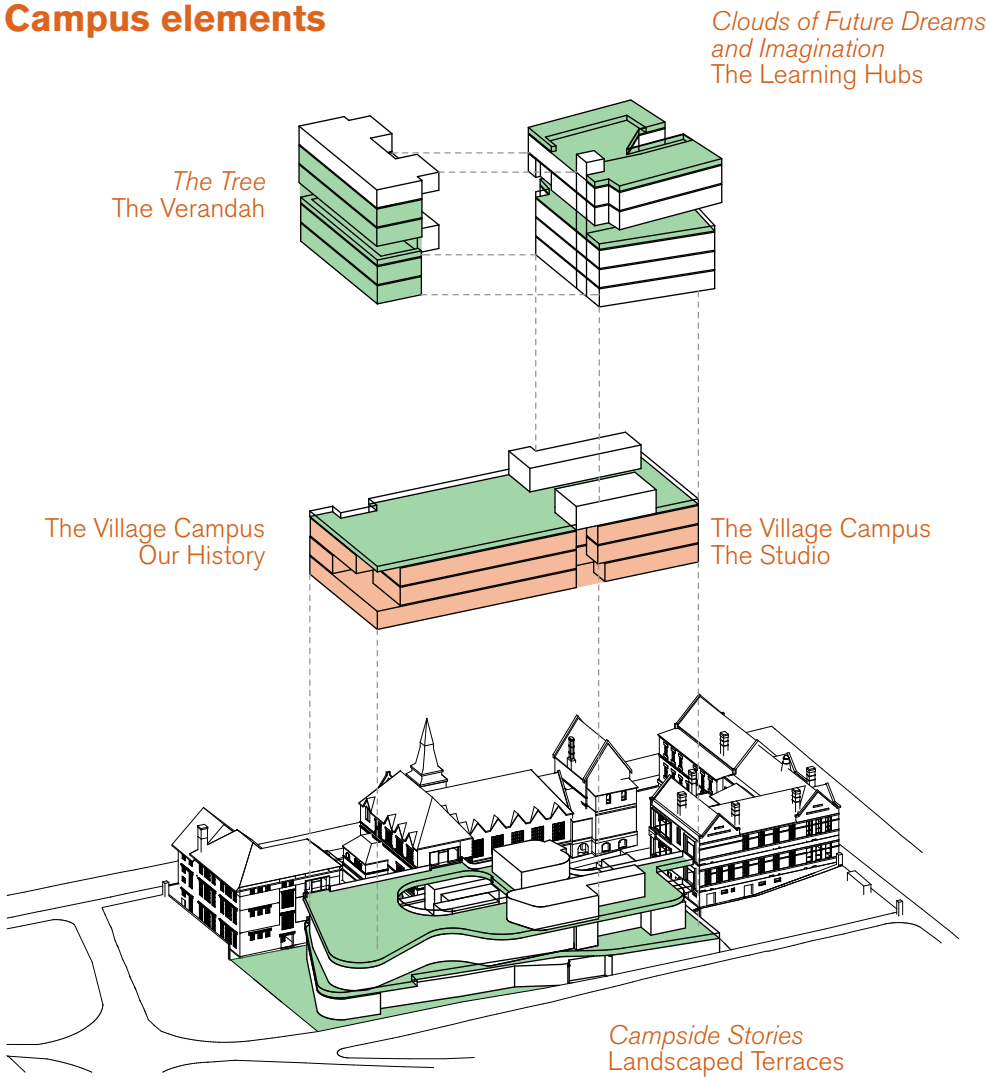 Campus elements
Clouds of Future Dreams
and Imagination
The Learning Hubs
The Tree
The Verandah
The Village Campus
Our History
The Village Campus
The Studio
Campside Stories
Landscaped Terraces